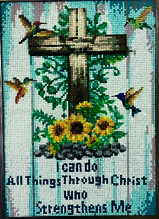 I can do
All Things Through Christ
who
Strengthens Me